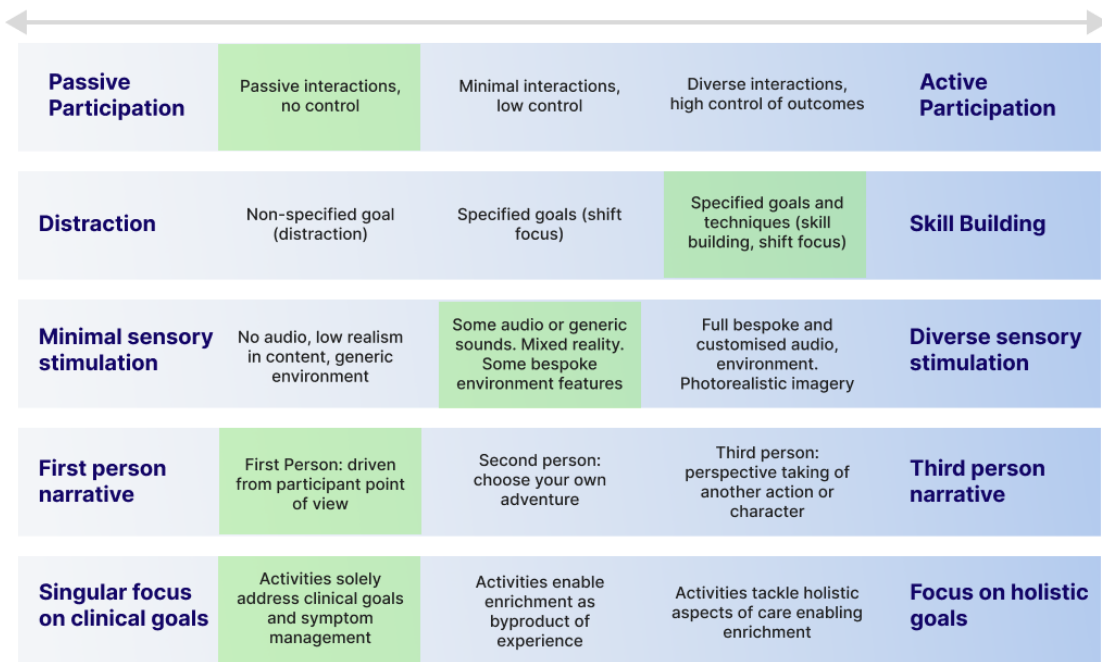 Passive
Participation
Passive interactions,
no control
Minimal interactions,
low control
Diverse interactions,
high control of outcomes
Active
Participation
Distraction
Non-specified goal
(distraction)
Specified goals (shift
focus)
Specified goals and
techniques (skill
building, shift focus)
Skill Building
Minimal sensory
stimulation
No audio, low realism
in content, generic
environment
Some audio or generic
sounds. Mixed reality.
Some bespoke
environment features
Full bespoke and
customised audio,
environment.
Photorealistic imagery
Diverse sensory
stimulation
First person
narrative
First Person: driven
from participant point
of view
Second person:
choose your own
adventure
Third person:
perspective taking of
another action or
character
Third person
narrative
Singular focus
on clinical goals
Activities solely
address clinical goals
and symptom
management
Activities enable
enrichment as
byproduct of
experience
Activities tackle holistic
aspects of care enabling
enrichment
Focus on holistic
goals